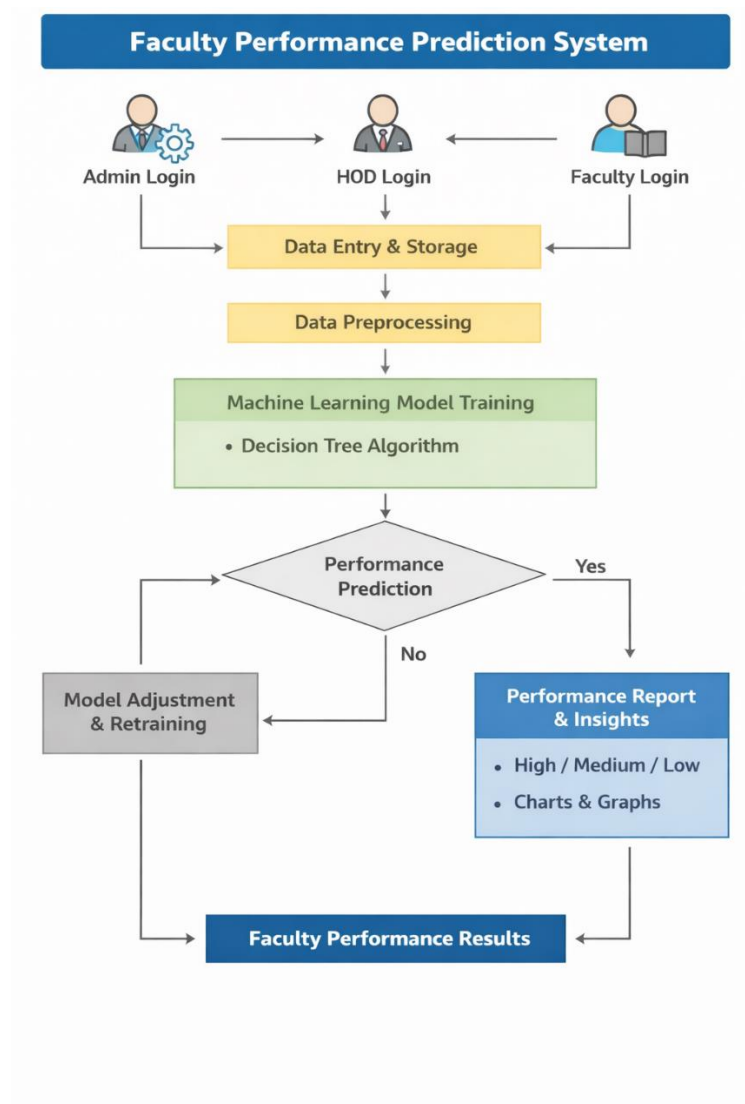 Faculty Performance Prediction System
Admin Login
HOD Login
Faculty Login
Data Entry & Storage
Data Preprocessing
Machine Learning Model Training
• Decision Tree Algorithm
Performance
Prediction
Yes
No
Model Adjustment
& Retraining
Performance Report
& Insights
• High / Medium / Low
• Charts & Graphs
Faculty Performance Results